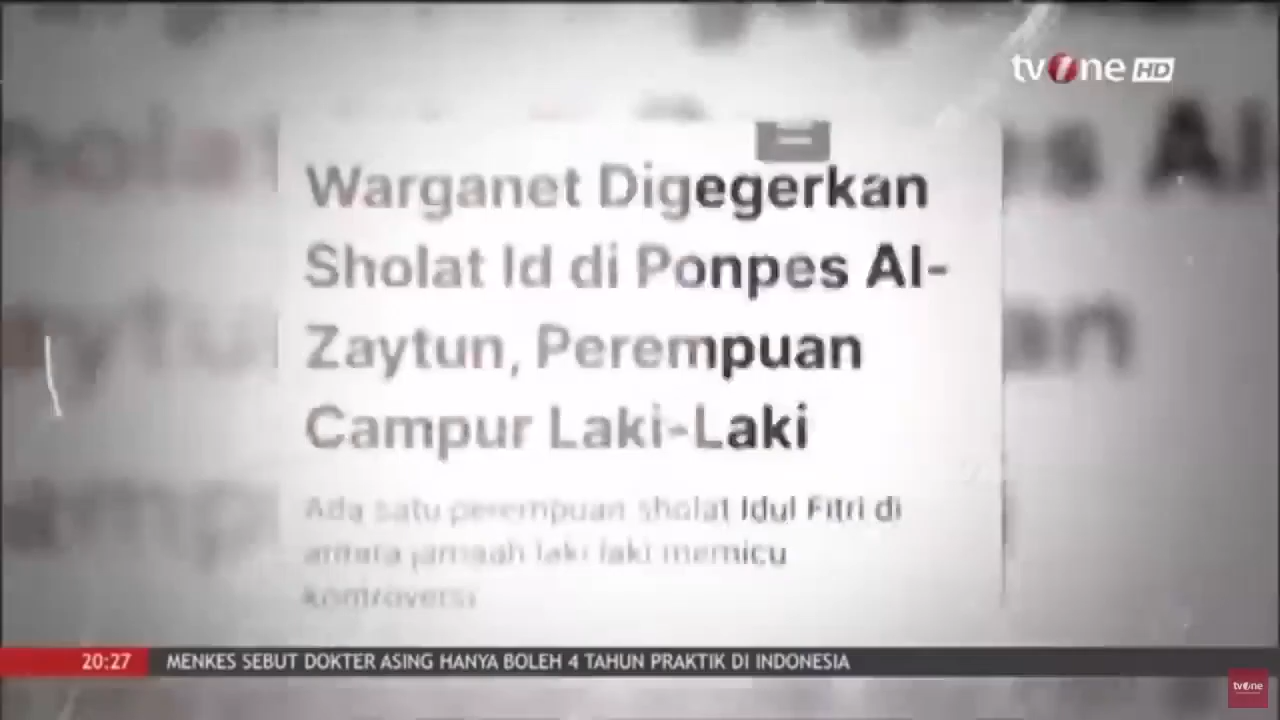 tvOne HD
Warganet Digegerkan
Sholat Id di Ponpes Al-
Zaytun, Perempuan
Campur Laki-Laki
Ada satu perempuan sholat Idul Fitri di
antara jamaah laki laki memicu
kontroversi
20:27 MENKES SEBUT DOKTER ASING HANYA BOLEH 4 TAHUN PRAKTIK DI INDONESIA
tvOne